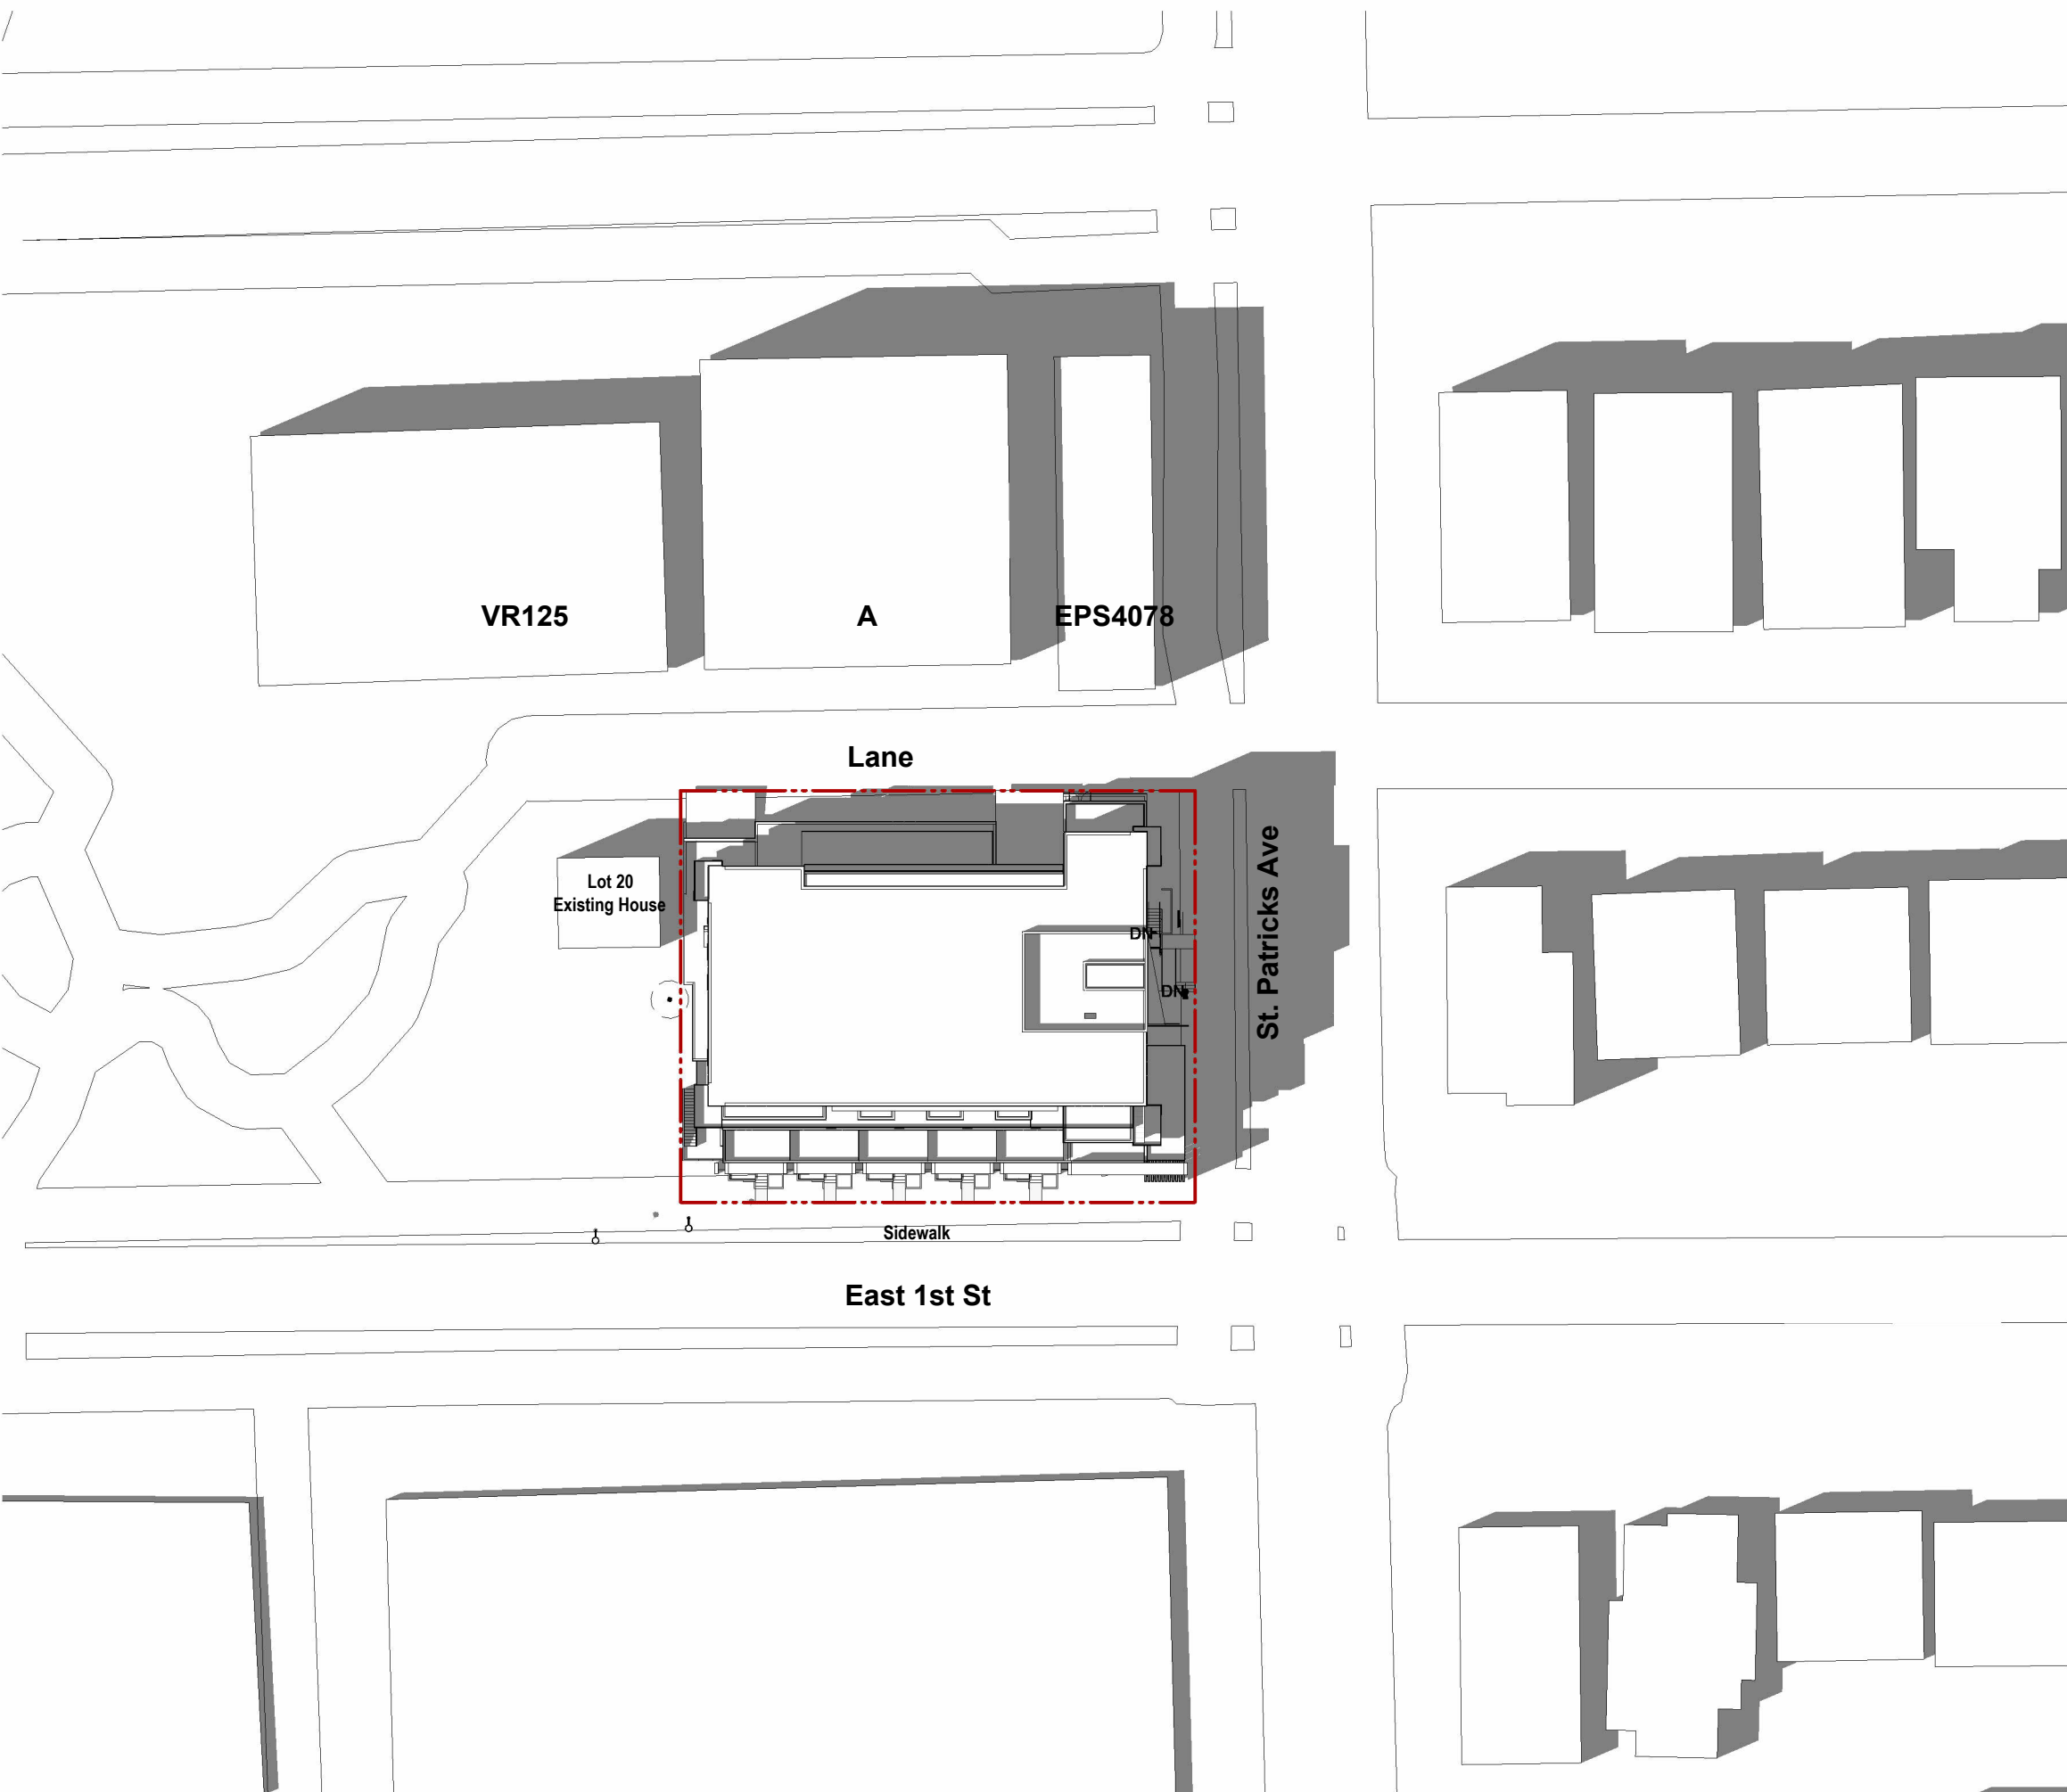 VR125
A
EPS4078
Lane
Lot 20
Existing House
St. Patricks Ave
DN
DN
Sidewalk
East 1st St